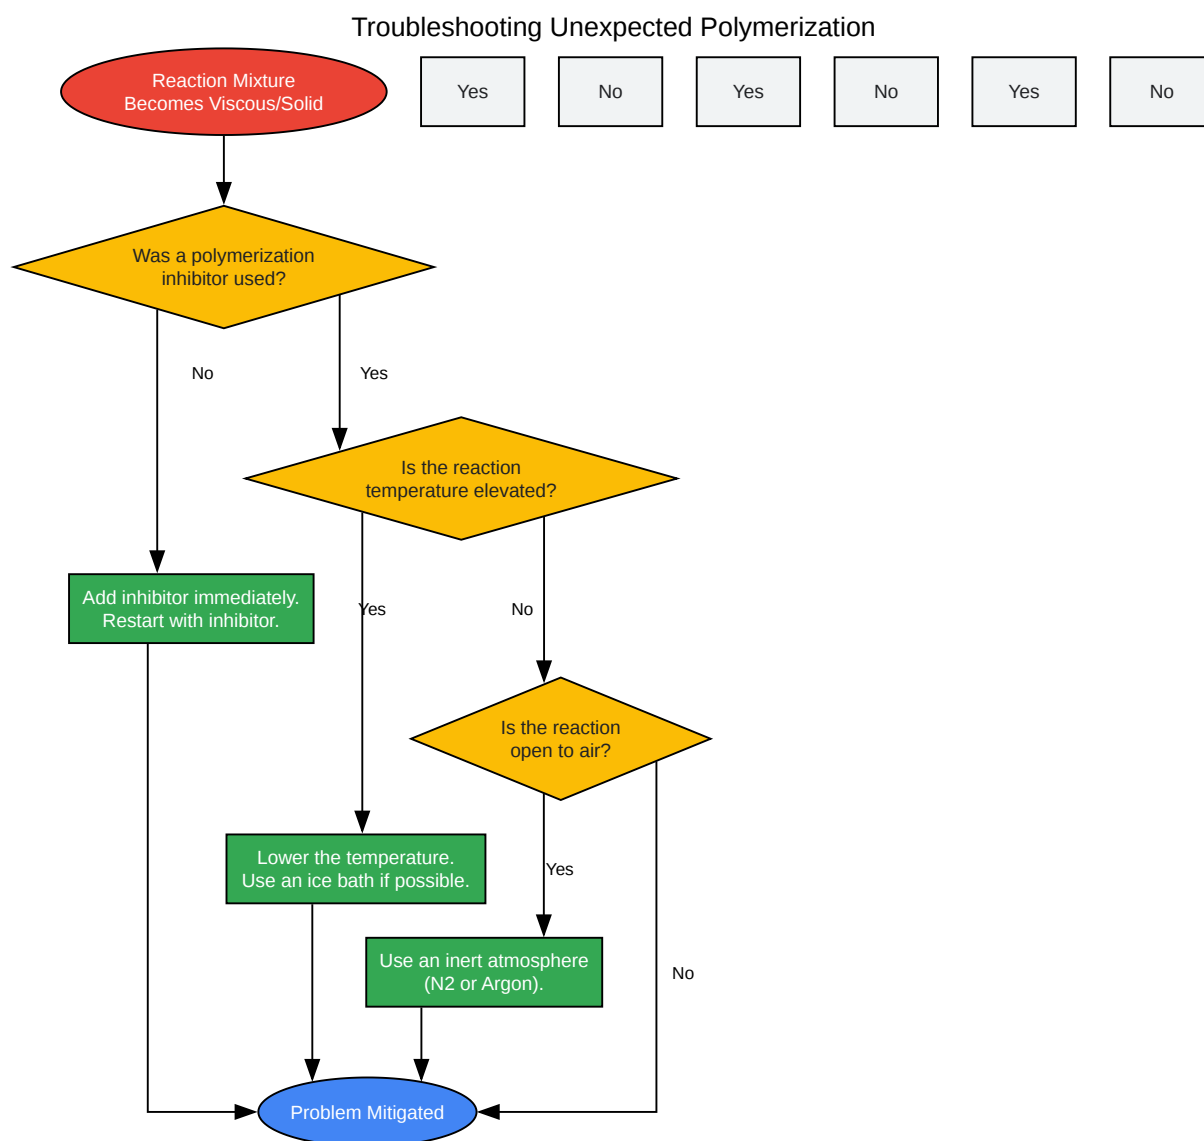 Troubleshooting Unexpected Polymerization
Reaction Mixture
Becomes Viscous/Solid
Yes
No
Yes
No
Yes
No
Was a polymerization
inhibitor used?
No
Yes
Is the reaction
temperature elevated?
Add inhibitor immediately.
Restart with inhibitor.
Yes
No
Is the reaction
open to air?
Lower the temperature.
Use an ice bath if possible.
Yes
Use an inert atmosphere
(N2 or Argon).
No
Problem Mitigated